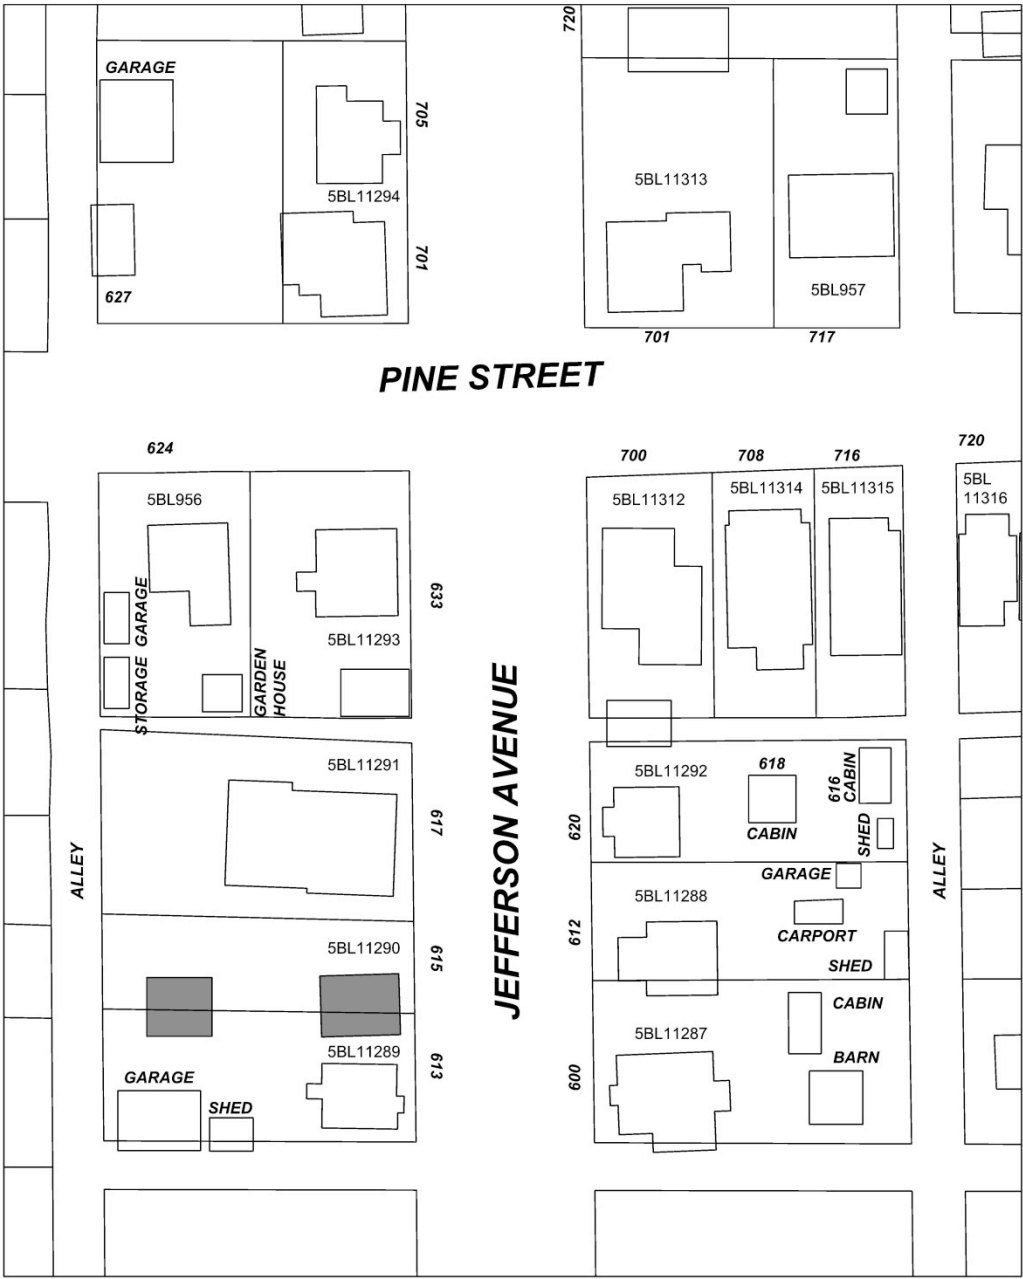 720
GARAGE
705
5BL11313
5BL11294
701
5BL957
627
701
717
PINE STREET
624
700
708
716
720
5BL956
5BL11312
5BL11314
5BL11315
5BL
11316
GARAGE
633
5BL11293
STORAGE
GARDEN
HOUSE
JEFFERSON AVENUE
5BL11291
5BL11292
618
616
CABIN
617
620
CABIN
SHED
ALLEY
GARAGE
ALLEY
5BL11288
612
CARPORT
5BL11290
615
SHED
CABIN
5BL11287
5BL11289
613
BARN
600
GARAGE
SHED